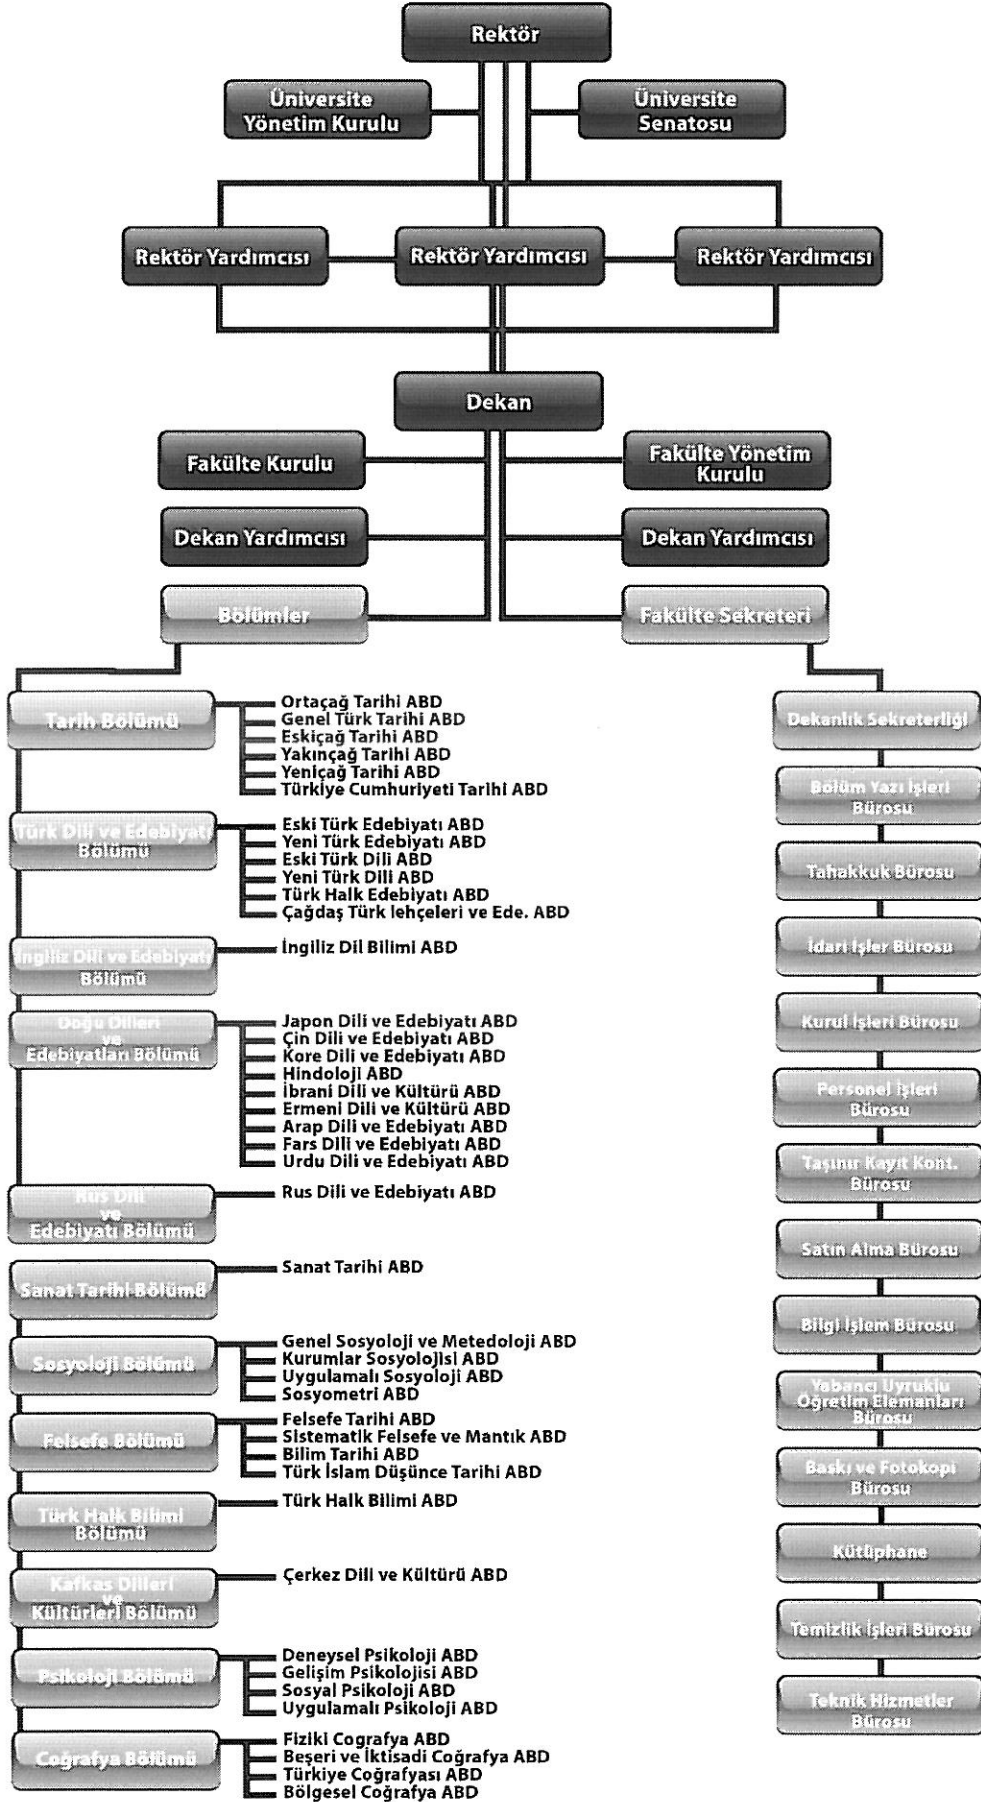 Rektör
Üniversite
Yönetim Kurulu
Üniversite
Senatosu
Rektör Yardımcısı
Rektör Yardımcısı
Rektör Yardımcısı
Dekan
Fakülte Kurulu
Fakülte Yönetim
Kurulu
Dekan Yardımcısı
Dekan Yardımcısı
Bölümler
Fakülte Sekreteri
Tarih Bölümü
Ortaçağ Tarihi ABD
Genel Türk Tarihi ABD
Eskiçağ Tarihi ABD
Yakınçağ Tarihi ABD
Yeniçağ Tarihi ABD
Türkiye Cumhuriyeti Tarihi ABD
Türk Dili ve Edebiyatı
Bölümü
Eski Türk Edebiyatı ABD
Yeni Türk Edebiyatı ABD
Eski Türk Dili ABD
Yeni Türk Dili ABD
Türk Halk Edebiyatı ABD
Çağdaş Türk lehçeleri ve Ede. ABD
İngiliz Dili ve Edebiyatı
Bölümü
İngiliz Dil Bilimi ABD
Doğu Dilleri
ve
Edebiyatları Bölümü
Japon Dili ve Edebiyatı ABD
Çin Dili ve Edebiyatı ABD
Kore Dili ve Edebiyatı ABD
Hindoloji ABD
İbrani Dili ve Kültürü ABD
Ermeni Dili ve Kültürü ABD
Arap Dili ve Edebiyatı ABD
Fars Dili ve Edebiyatı ABD
Urdu Dili ve Edebiyatı ABD
Rus Dili
ve
Edebiyatı Bölümü
Rus Dili ve Edebiyatı ABD
Sanat Tarihi Bölümü
Sanat Tarihi ABD
Sosyoloji Bölümü
Genel Sosyoloji ve Metedoloji ABD
Kurumlar Sosyolojisi ABD
Uygulamalı Sosyoloji ABD
Sosyometri ABD
Felsefe Bölümü
Felsefe Tarihi ABD
Sistematik Felsefe ve Mantık ABD
Bilim Tarihi ABD
Türk İslam Düşünce Tarihi ABD
Türk Halk Bilimi
Bölümü
Türk Halk Bilimi ABD
Kafkas Dilleri
ve
Kültürleri Bölümü
Çerkez Dili ve Kültürü ABD
Psikoloji Bölümü
Deneysel Psikoloji ABD
Gelişim Psikolojisi ABD
Sosyal Psikoloji ABD
Uygulamalı Psikoloji ABD
Coğrafya Bölümü
Fiziki Cografya ABD
Beşeri ve İktisadi Coğrafya ABD
Türkiye Coğrafyası ABD
Bölgesel Coğrafya ABD
Dekanlık Sekreterliği
Bölüm Yazı İşleri
Bürosu
Tahakkuk Bürosu
İdari İşler Bürosu
Kurul İşleri Bürosu
Personel İşleri
Bürosu
Taşınır Kayıt Kont.
Bürosu
Satın Alma Bürosu
Bilgi İşlem Bürosu
Yabancı Uyruklu
Öğretim Elemanları
Bürosu
Baskı ve Fotokopi
Bürosu
Kütüphane
Temizlik İşleri Bürosu
Teknik Hizmetler
Bürosu